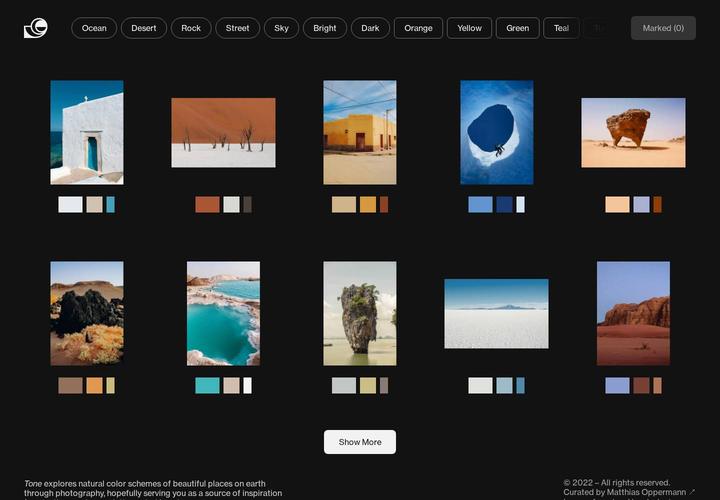 Ocean
Desert
Rock
Street
Sky
Bright
Dark
Orange
Yellow
Green
Teal
Marked (0)
Show More
Tone explores natural color schemes of beautiful places on earth
through photography, hopefully serving you as a source of inspiration
© 2022 – All rights reserved.
Curated by Matthias Oppermann ↗